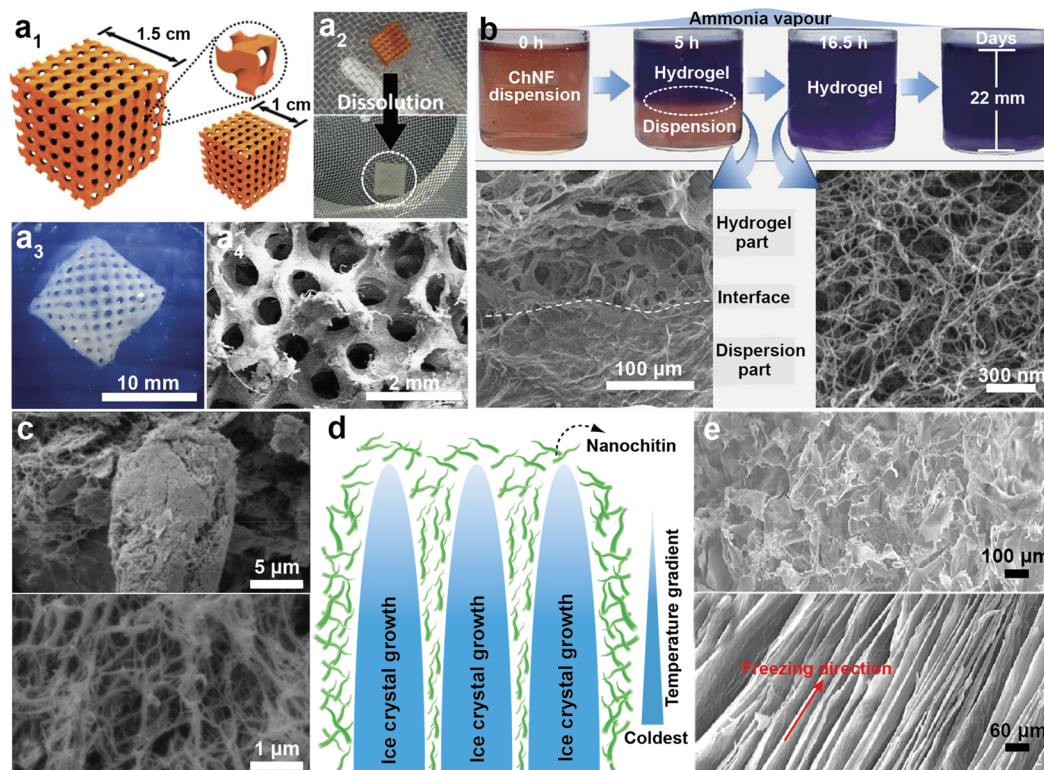 a1
1.5 cm
1 cm
a2
Dissolution
a3
10 mm
a4
2 mm
b
Ammonia vapour
0 h
ChNF
dispension
5 h
Hydrogel
Dispension
16.5 h
Hydrogel
Days
22 mm
Hydrogel
part
Interface
Dispersion
part
100 µm
300 nm
c
5 µm
1 µm
d
Nanochitin
Ice crystal growth
Ice crystal growth
Ice crystal growth
Temperature gradient
Coldest
e
100 µm
Freezing direction
60 µm